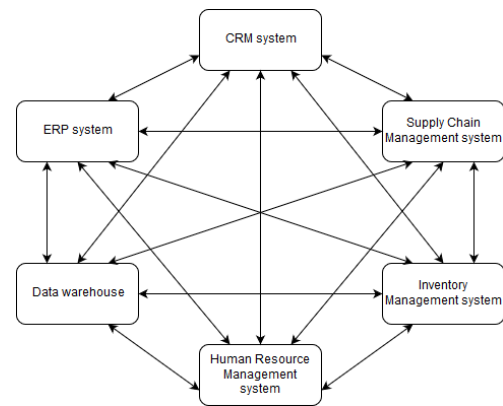 CRM system
ERP system
Supply Chain
Management system
Data warehouse
Inventory
Management system
Human Resource
Management
system